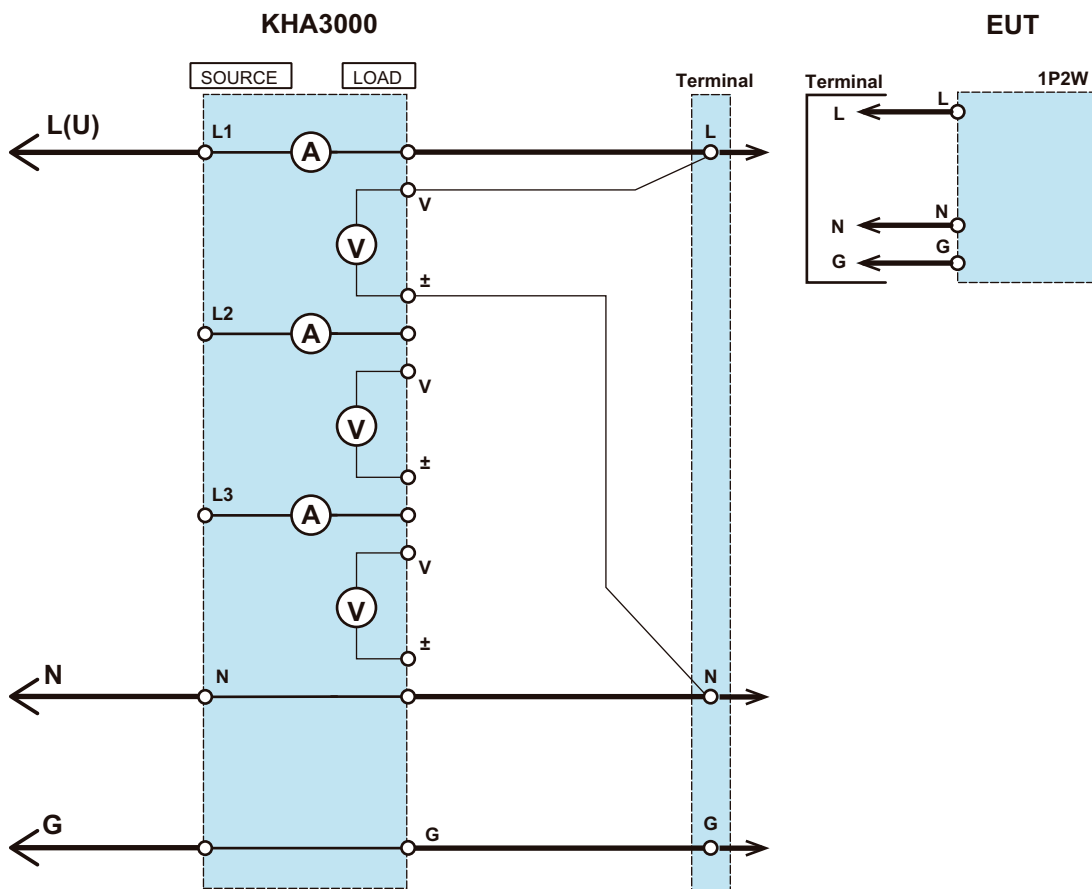 KHA3000
EUT
SOURCE
LOAD
Terminal
Terminal
1P2W
L(U)
L1
A
L
L
L
V
V
±
N
N
G
G
L2
A
V
V
±
L3
A
V
V
±
N
N
N
G
G
G